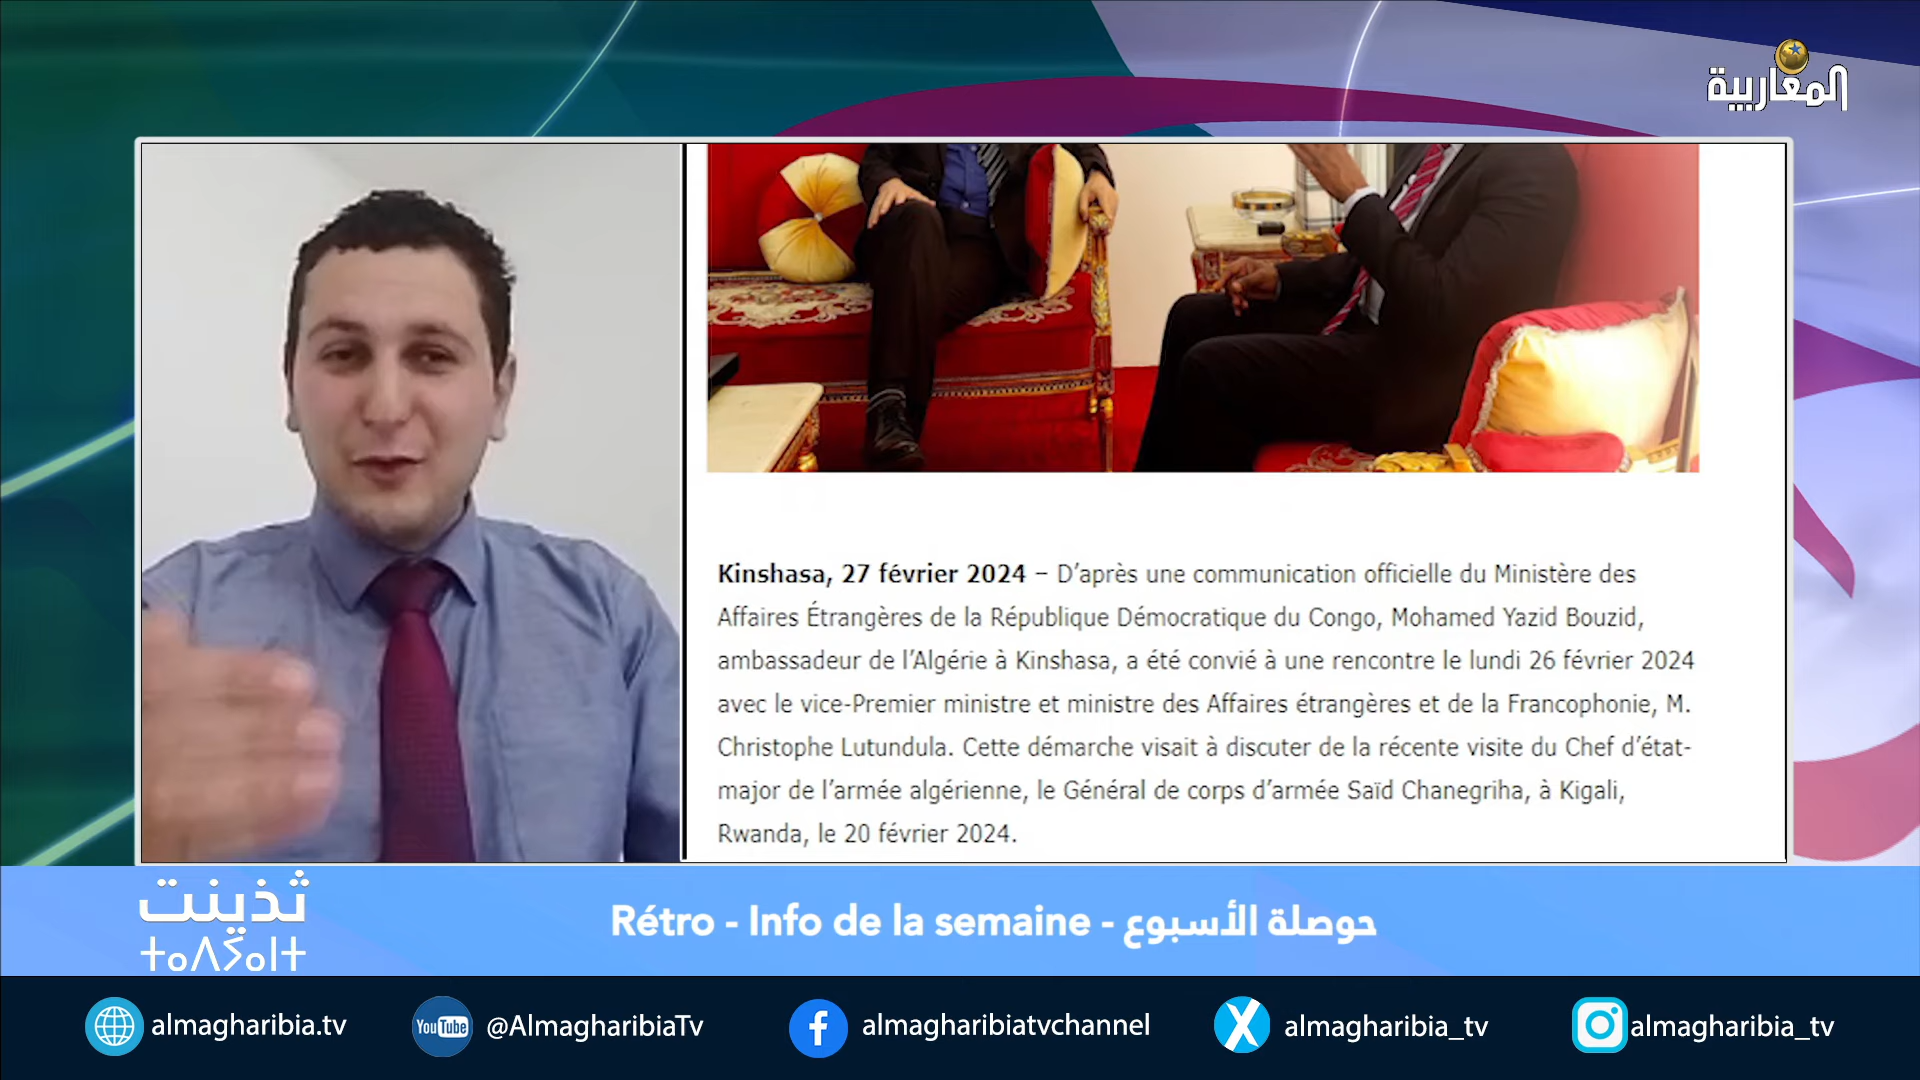 المغاربية
Kinshasa, 27 février 2024 – D’après une communication officielle du Ministère des
Affaires Étrangères de la République Démocratique du Congo, Mohamed Yazid Bouzid,
ambassadeur de l’Algérie à Kinshasa, a été convié à une rencontre le lundi 26 février 2024
avec le vice-Premier ministre et ministre des Affaires étrangères et de la Francophonie, M.
Christophe Lutundula. Cette démarche visait à discuter de la récente visite du Chef d’état-
major de l’armée algérienne, le Général de corps d’armée Saïd Chanegriha, à Kigali,
Rwanda, le 20 février 2024.
ثذينت
ⵜⴰⴷⵢⴰⵏⵜ
Rétro - Info de la semaine - حوصلة الأسبوع
almagharibia.tv
YouTube @AlmagharibiaTv
almagharibiatvchannel
almagharibia_tv
almagharibia_tv